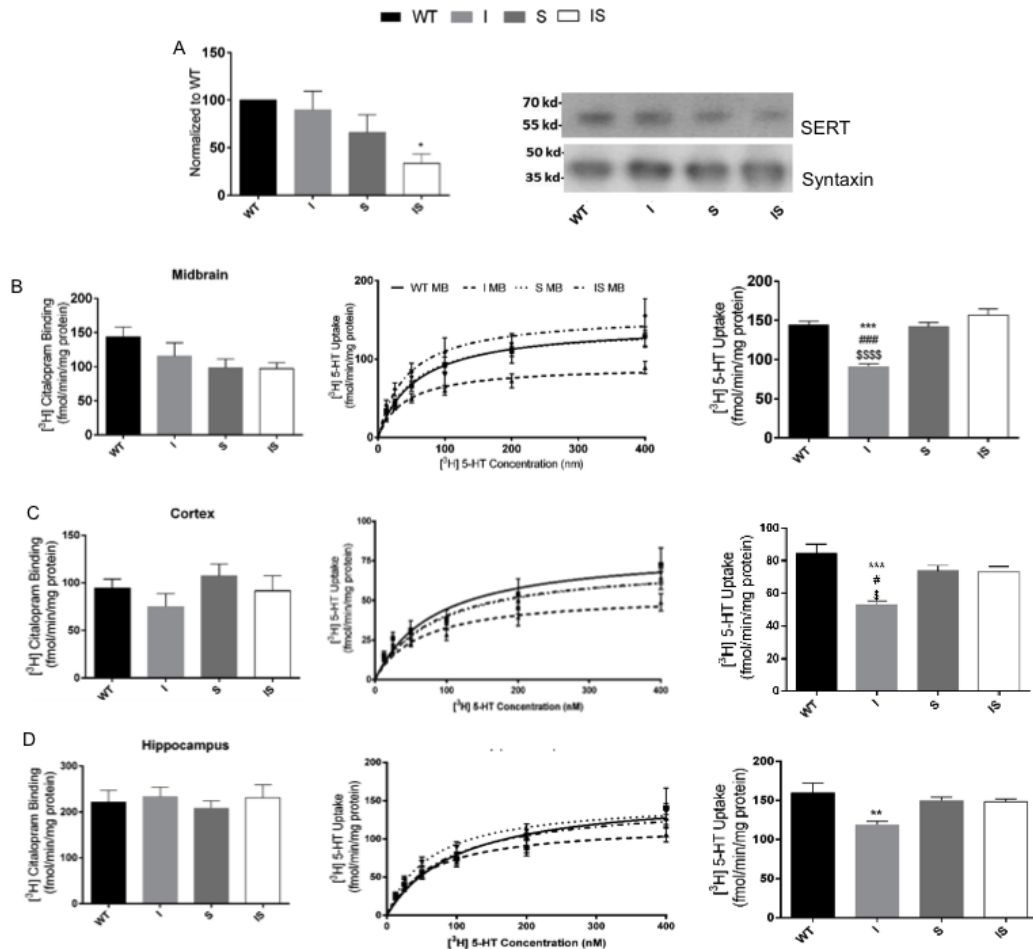 WT I S IS
A
Normalized to WT
150
100
50
0
WT I S IS
70 kd-
55 kd-
SERT
50 kd-
35 kd-
Syntaxin
WT I S IS
B
Midbrain
[³H] Citalopram Binding
(fmol/min/mg protein)
200
150
100
50
0
WT I S IS
WT MB I MB S MB IS MB
[³H] 5-HT Uptake
(fmol/min/mg protein)
200
150
100
50
0
0 100 200 300 400
[³H] 5-HT Concentration (nm)
[³H] 5-HT Uptake
(fmol/min/mg protein)
200
150
100
50
0
***
###
$$$$
WT I S IS
C
Cortex
[³H] Citalopram Binding
(fmol/min/mg protein)
150
100
50
0
WT I S IS
[³H] 5-HT Uptake
(fmol/min/mg protein)
100
75
50
25
0
0 100 200 300 400
[³H] 5-HT Concentration (nM)
[³H] 5-HT Uptake
(fmol/min/mg protein)
80
60
40
20
0
***
#
$
WT I S IS
D
Hippocampus
[³H] Citalopram Binding
(fmol/min/mg protein)
300
200
100
0
WT I S IS
[³H] 5-HT Uptake
(fmol/min/mg protein)
200
150
100
50
0
0 100 200 300 400
[³H] 5-HT Concentration (nM)
[³H] 5-HT Uptake
(fmol/min/mg protein)
200
150
100
50
0
**
WT I S IS